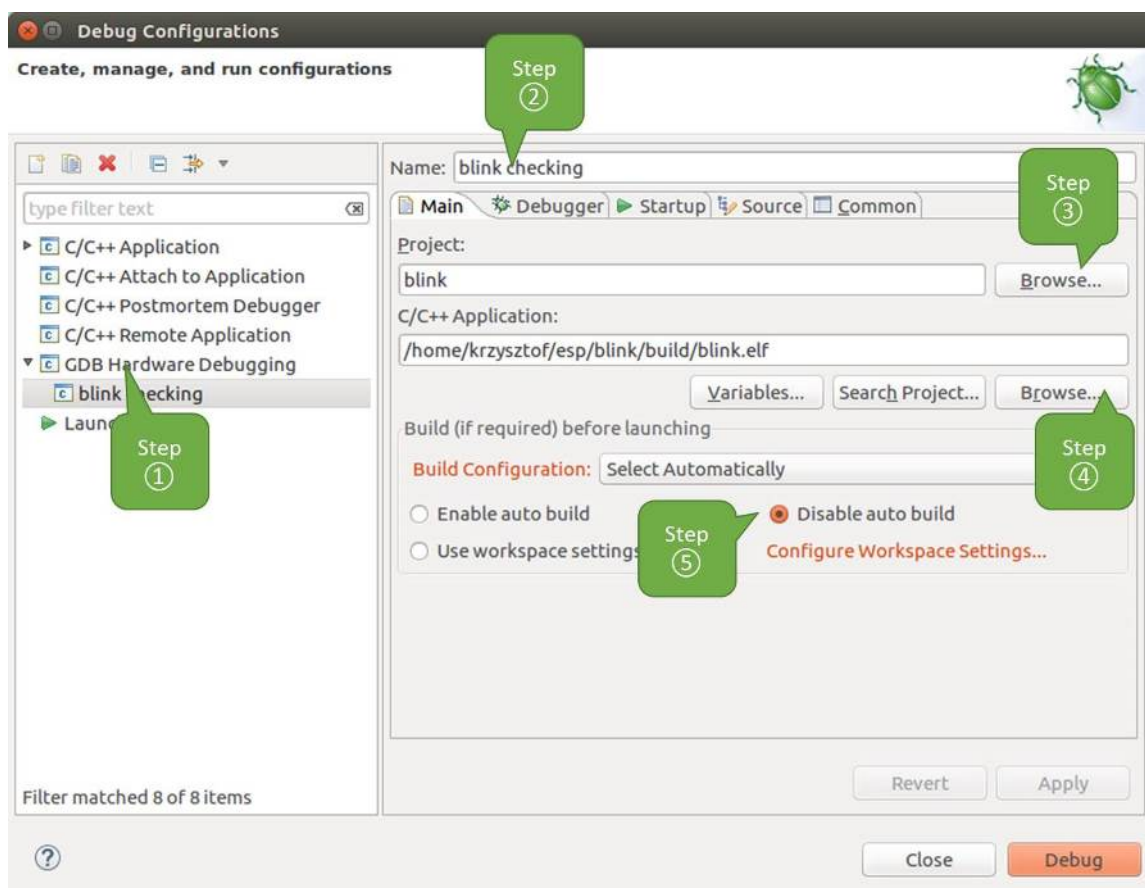 Debug Configurations
Create, manage, and run configurations
Step
②
type filter text
C/C++ Application
C/C++ Attach to Application
C/C++ Postmortem Debugger
C/C++ Remote Application
GDB Hardware Debugging
blink checking
Step
①
Filter matched 8 of 8 items
Name: blink checking
Step
③
Main Debugger Startup Source Common
Project:
blink Browse...
C/C++ Application:
/home/krzysztof/esp/blink/build/blink.elf
Variables... Search Project... Browse...
Step
④
Build (if required) before launching
Build Configuration: Select Automatically
Enable auto build Disable auto build
Step
⑤
Use workspace settings Configure Workspace Settings...
Revert Apply
Close Debug